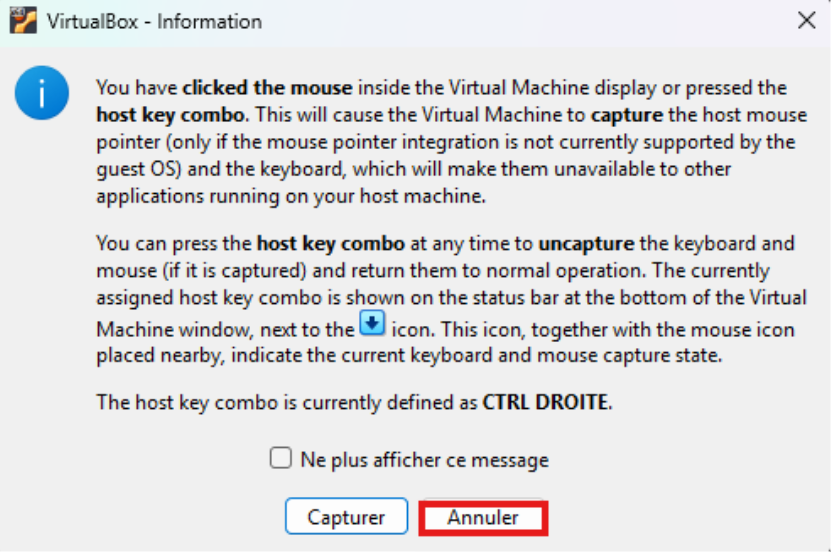 VirtualBox - Information
You have clicked the mouse inside the Virtual Machine display or pressed the
host key combo. This will cause the Virtual Machine to capture the host mouse
pointer (only if the mouse pointer integration is not currently supported by the
guest OS) and the keyboard, which will make them unavailable to other
applications running on your host machine.
You can press the host key combo at any time to uncapture the keyboard and
mouse (if it is captured) and return them to normal operation. The currently
assigned host key combo is shown on the status bar at the bottom of the Virtual
Machine window, next to the icon. This icon, together with the mouse icon
placed nearby, indicate the current keyboard and mouse capture state.
The host key combo is currently defined as CTRL DROITE.
Ne plus afficher ce message
Capturer Annuler